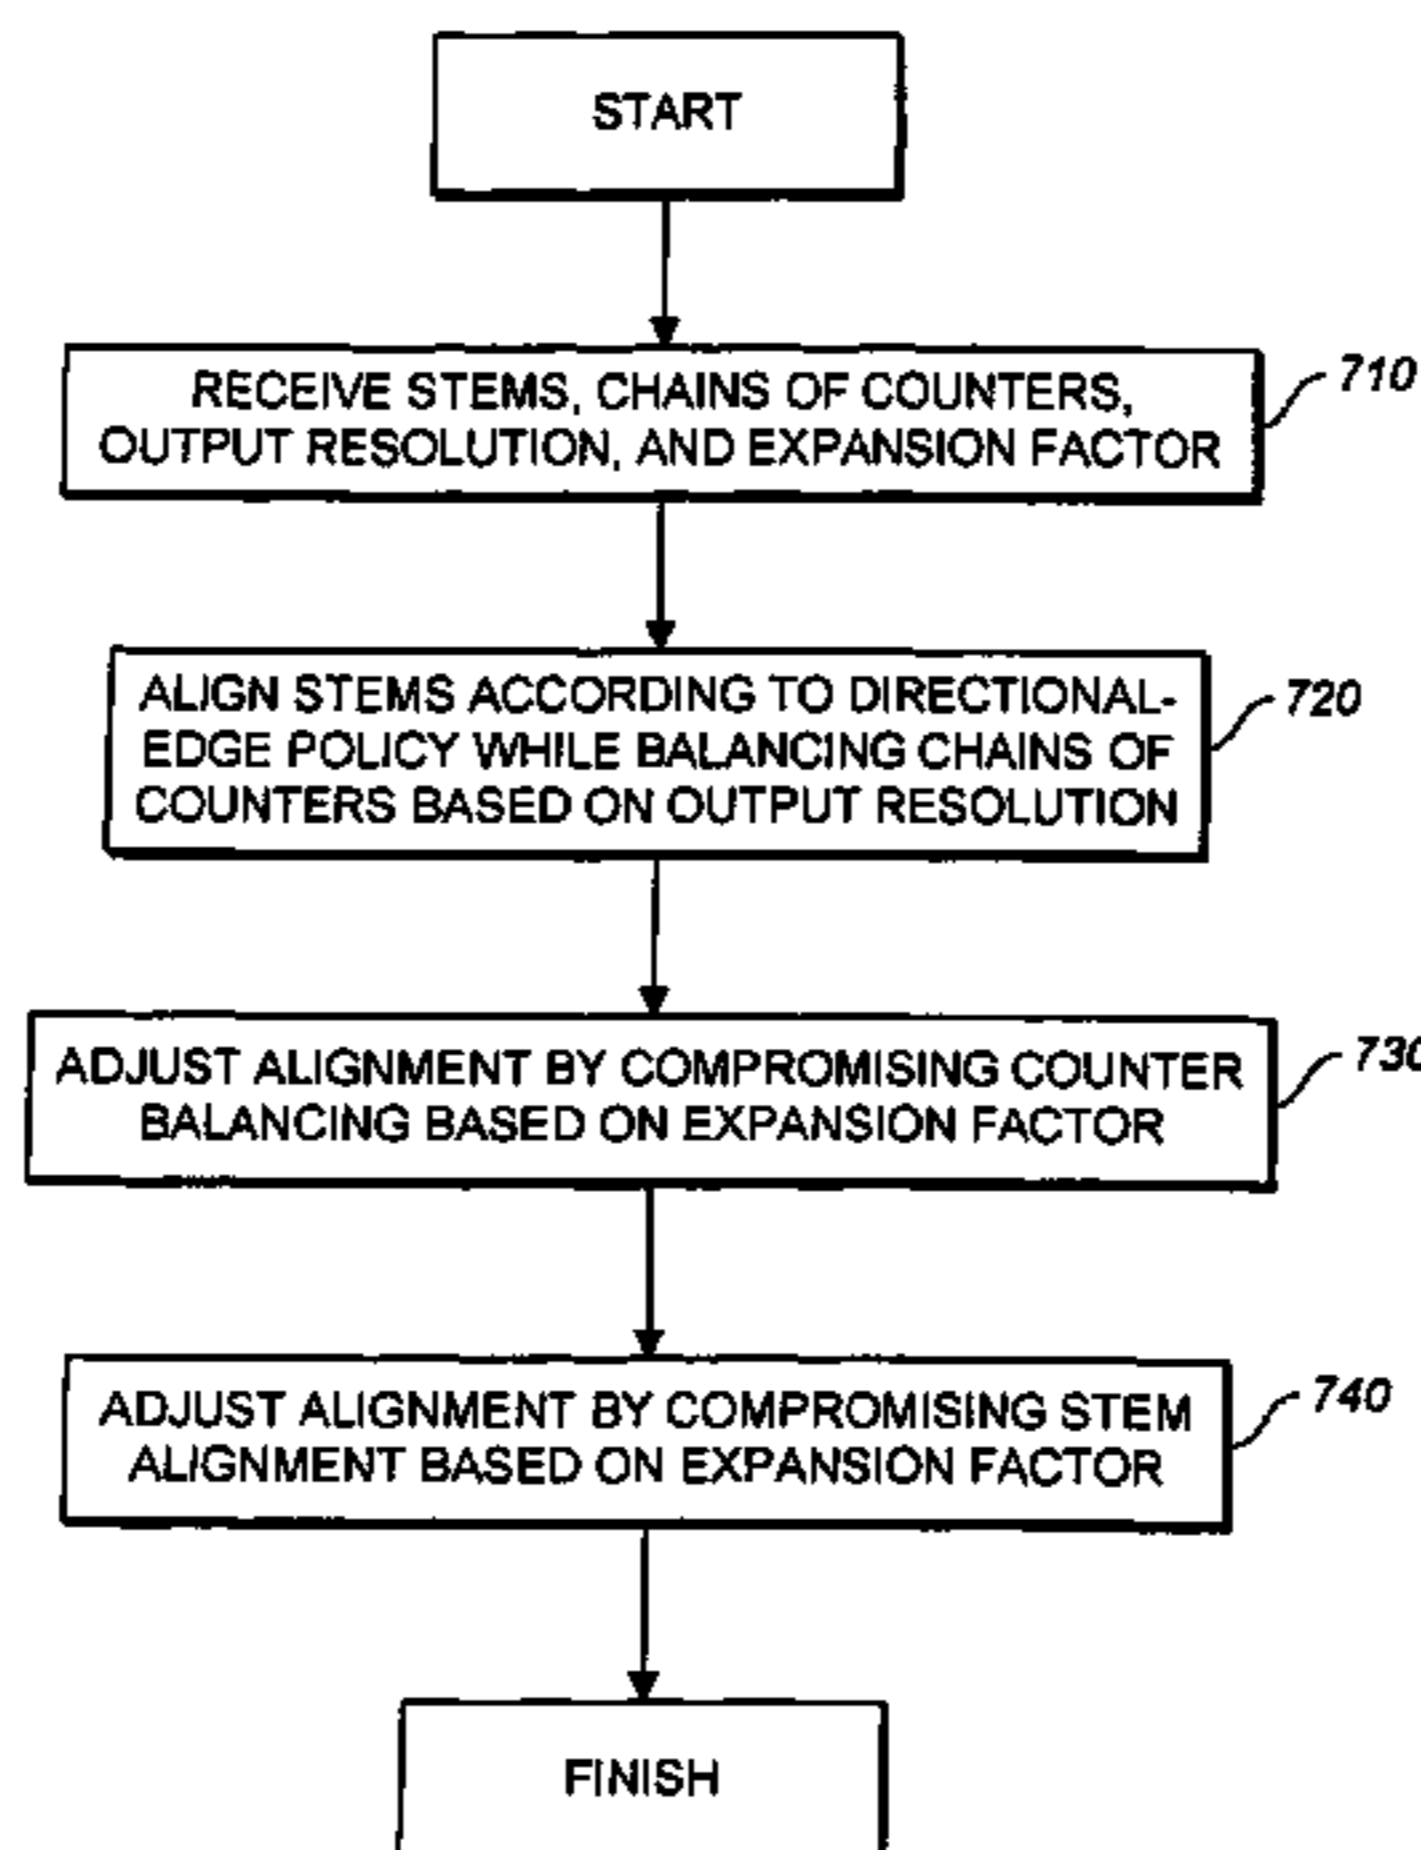 START
RECEIVE STEMS, CHAINS OF COUNTERS,
OUTPUT RESOLUTION, AND EXPANSION FACTOR
710
ALIGN STEMS ACCORDING TO DIRECTIONAL-
EDGE POLICY WHILE BALANCING CHAINS OF
COUNTERS BASED ON OUTPUT RESOLUTION
720
ADJUST ALIGNMENT BY COMPROMISING COUNTER
BALANCING BASED ON EXPANSION FACTOR
730
ADJUST ALIGNMENT BY COMPROMISING STEM
ALIGNMENT BASED ON EXPANSION FACTOR
740
FINISH